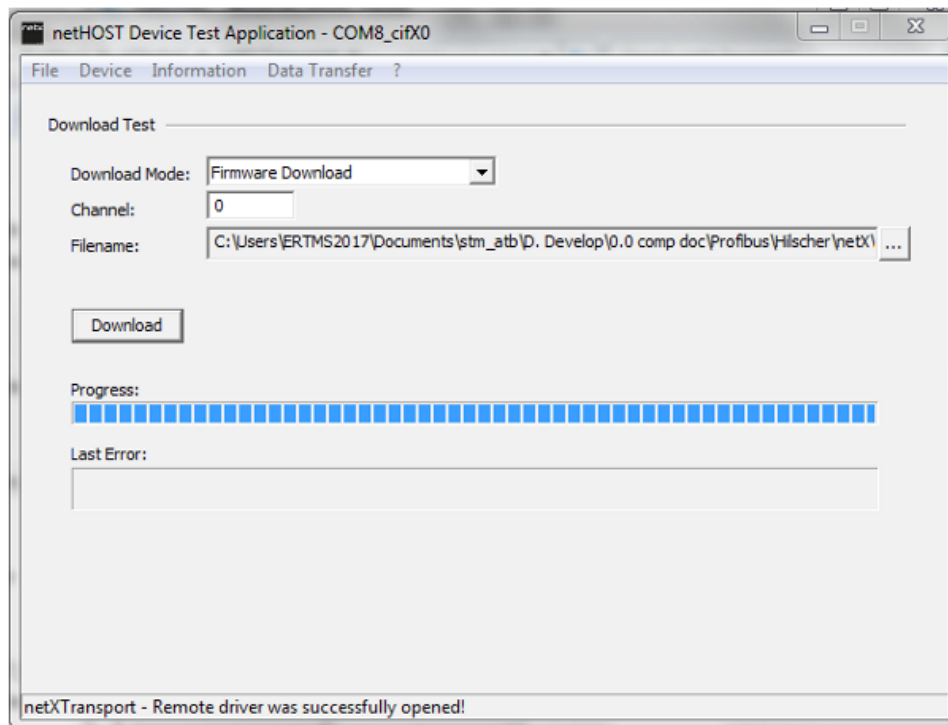 netHOST Device Test Application - COM8_cifX0
File Device Information Data Transfer ?
Download Test
Download Mode: Firmware Download
Channel: 0
Filename: C:\Users\ERTMS2017\Documents\stm_atb\D. Develop\0.0 comp doc\Profibus\Hilscher\netX\ ...
Download
Progress:
Last Error:
netXTransport - Remote driver was successfully opened!